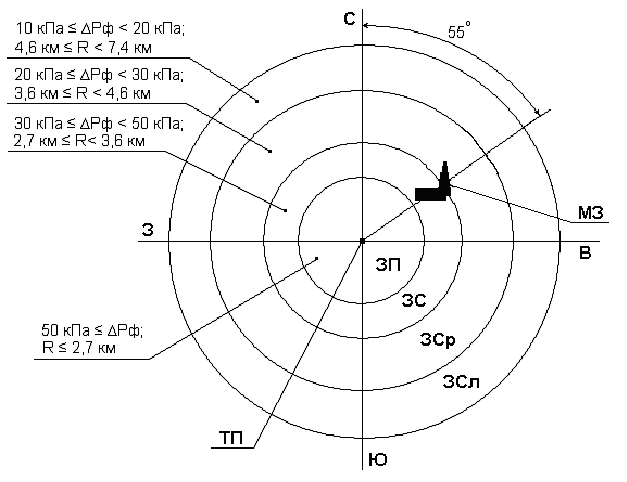 С
55°
10 кПа ≤ ΔРф < 20 кПа;
4,6 км ≤ R < 7,4 км
20 кПа ≤ ΔРф < 30 кПа;
3,6 км ≤ R < 4,6 км
30 кПа ≤ ΔРф < 50 кПа;
2,7 км ≤ R< 3,6 км
МЗ
З
В
ЗП
ЗС
50 кПа ≤ ΔРф;
R ≤ 2,7 км
ЗСр
ЗСл
ТП
Ю